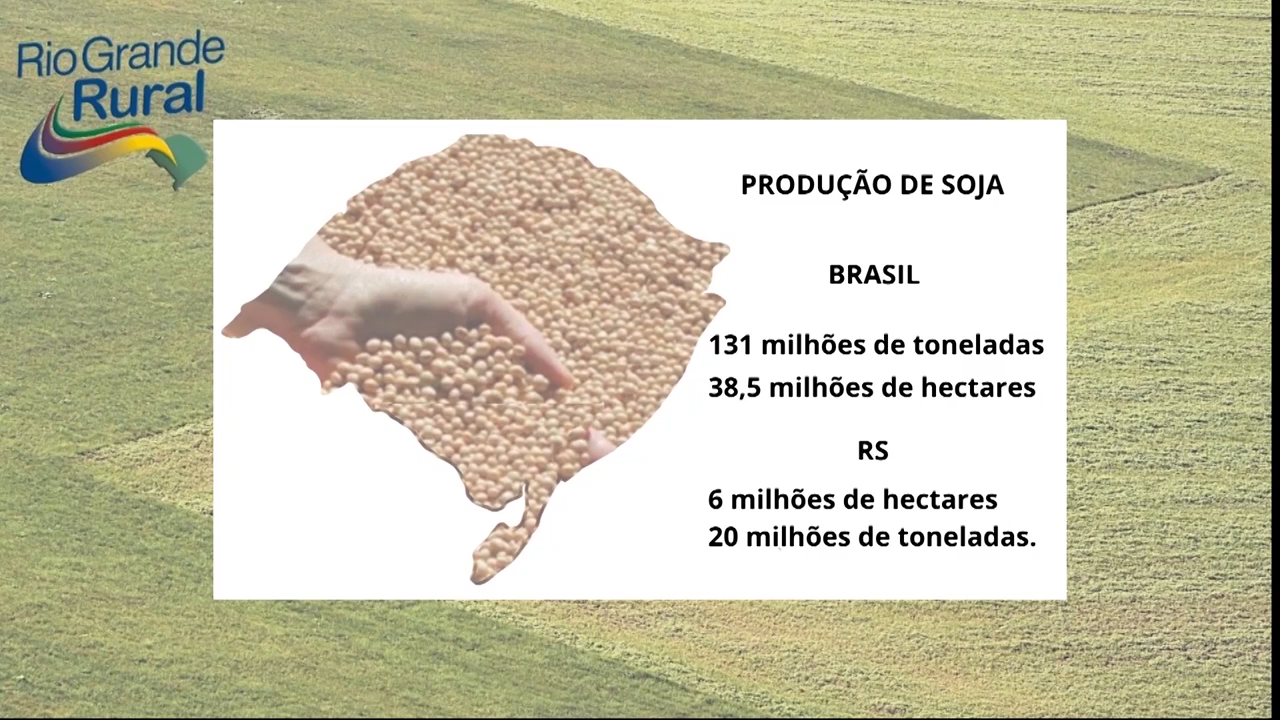 Rio Grande
Rural
PRODUÇÃO DE SOJA
BRASIL
131 milhões de toneladas
38,5 milhões de hectares
RS
6 milhões de hectares
20 milhões de toneladas.